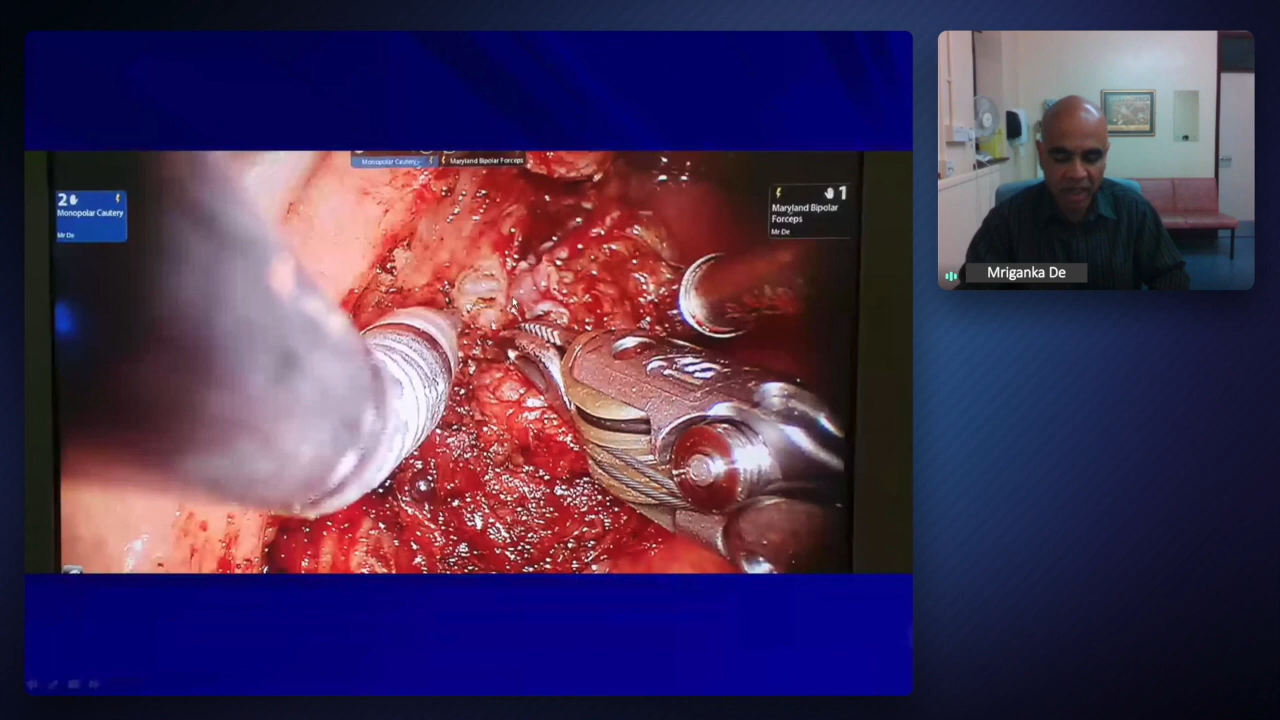 Monopolar Cautery
Maryland Bipolar Forceps
2
Monopolar Cautery
Mr De
1
Maryland Bipolar
Forceps
Mr De
Mriganka De